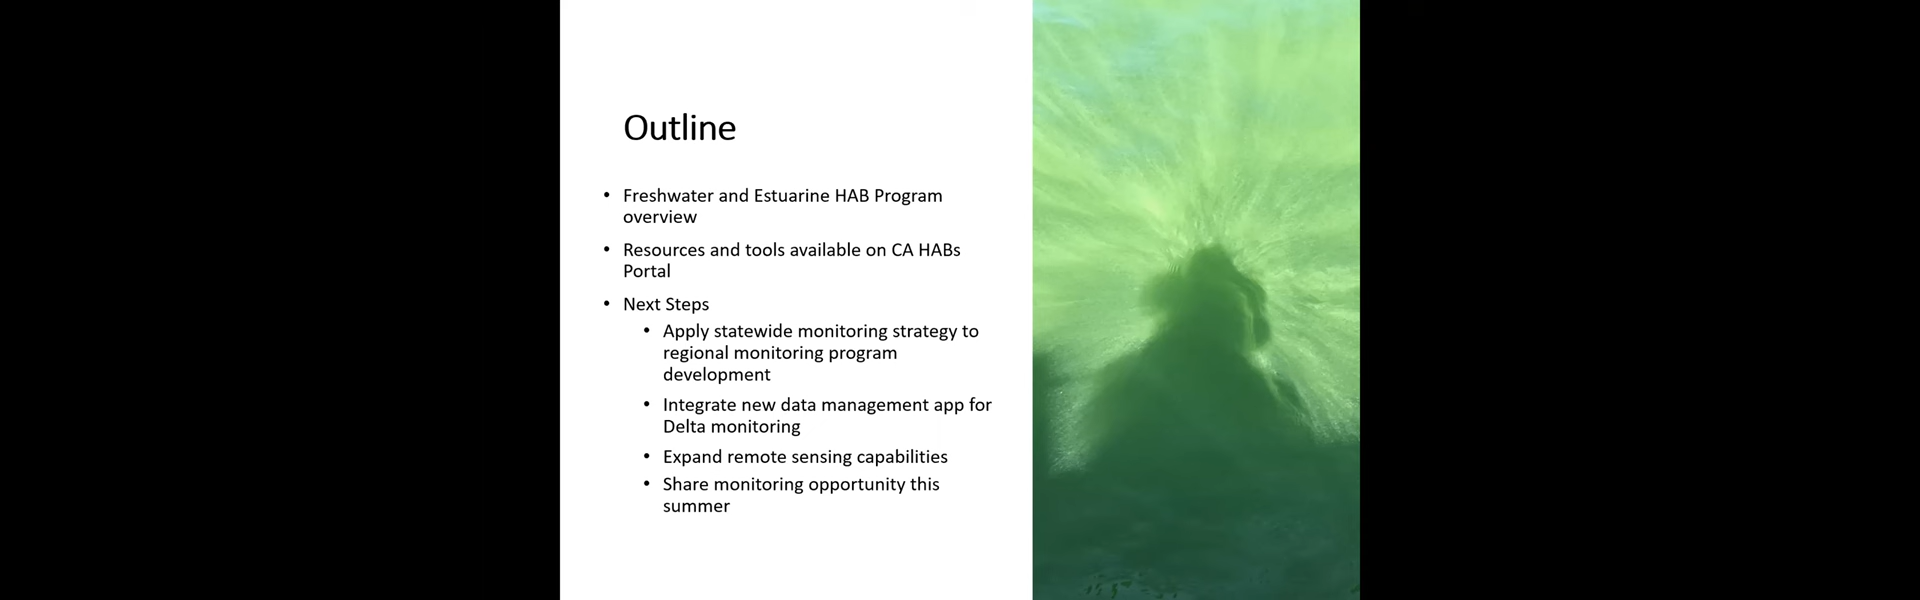 Outline
• Freshwater and Estuarine HAB Program
overview
• Resources and tools available on CA HABs
Portal
• Next Steps
• Apply statewide monitoring strategy to
regional monitoring program
development
• Integrate new data management app for
Delta monitoring
• Expand remote sensing capabilities
• Share monitoring opportunity this
summer